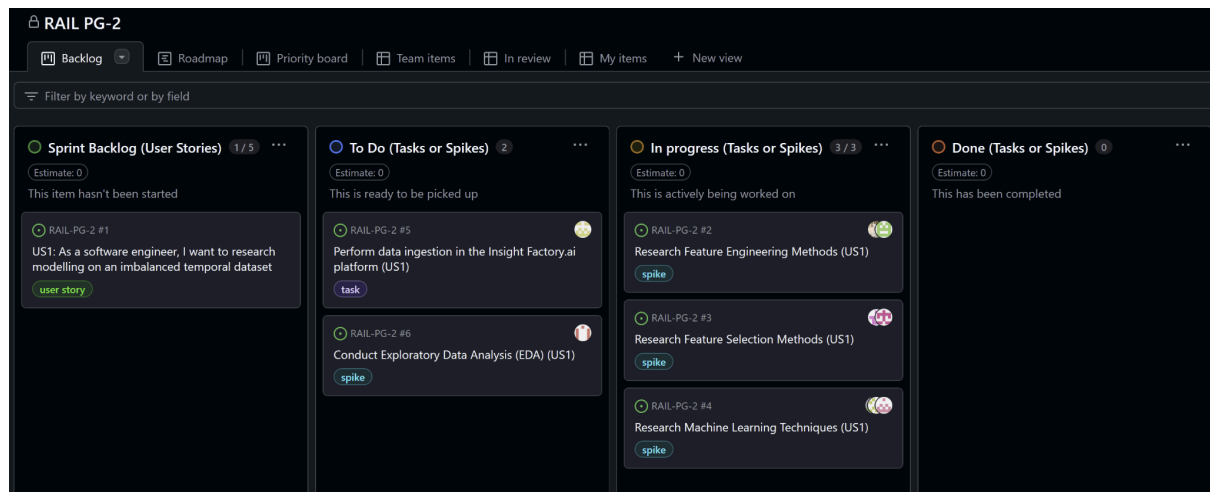 RAIL PG-2
Backlog
Roadmap
Priority board
Team items
In review
My items
+ New view
Filter by keyword or by field
Sprint Backlog (User Stories) 1 / 5 ...
Estimate: 0
This item hasn't been started
RAIL-PG-2 #1
US1: As a software engineer, I want to research
modelling on an imbalanced temporal dataset
user story
To Do (Tasks or Spikes) 2 ...
Estimate: 0
This is ready to be picked up
RAIL-PG-2 #5
Perform data ingestion in the Insight Factory.ai
platform (US1)
task
RAIL-PG-2 #6
Conduct Exploratory Data Analysis (EDA) (US1)
spike
In progress (Tasks or Spikes) 3 / 3 ...
Estimate: 0
This is actively being worked on
RAIL-PG-2 #2
Research Feature Engineering Methods (US1)
spike
RAIL-PG-2 #3
Research Feature Selection Methods (US1)
spike
RAIL-PG-2 #4
Research Machine Learning Techniques (US1)
spike
Done (Tasks or Spikes) 0 ...
Estimate: 0
This has been completed